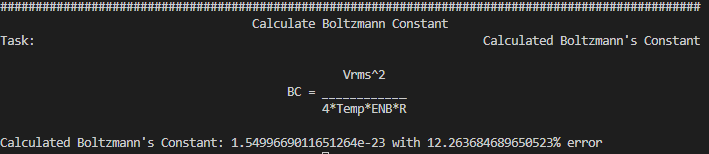 ####################################################################################################
Calculate Boltzmann Constant
Task: Calculated Boltzmann's Constant
Vrms^2
BC = ____________
4*Temp*ENB*R
Calculated Boltzmann's Constant: 1.5499669011651264e-23 with 12.263684689650523% error